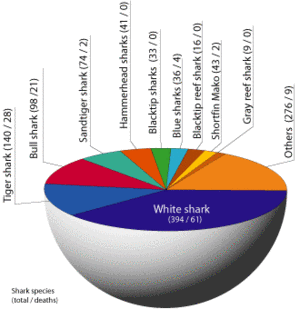 Tiger shark (140 / 28)
Bull shark (98 / 21)
Sandtiger shark (74 / 2)
Hammerhead sharks (41 / 0)
Blacktip sharks (33 / 0)
Blue sharks (36 / 4)
Blacktip reef shark (16 / 0)
Shortfin Mako (43 / 2)
Gray reef shark (9 / 0)
Others (276 / 9)
White shark
(394 / 61)
Shark species
(total / deaths)